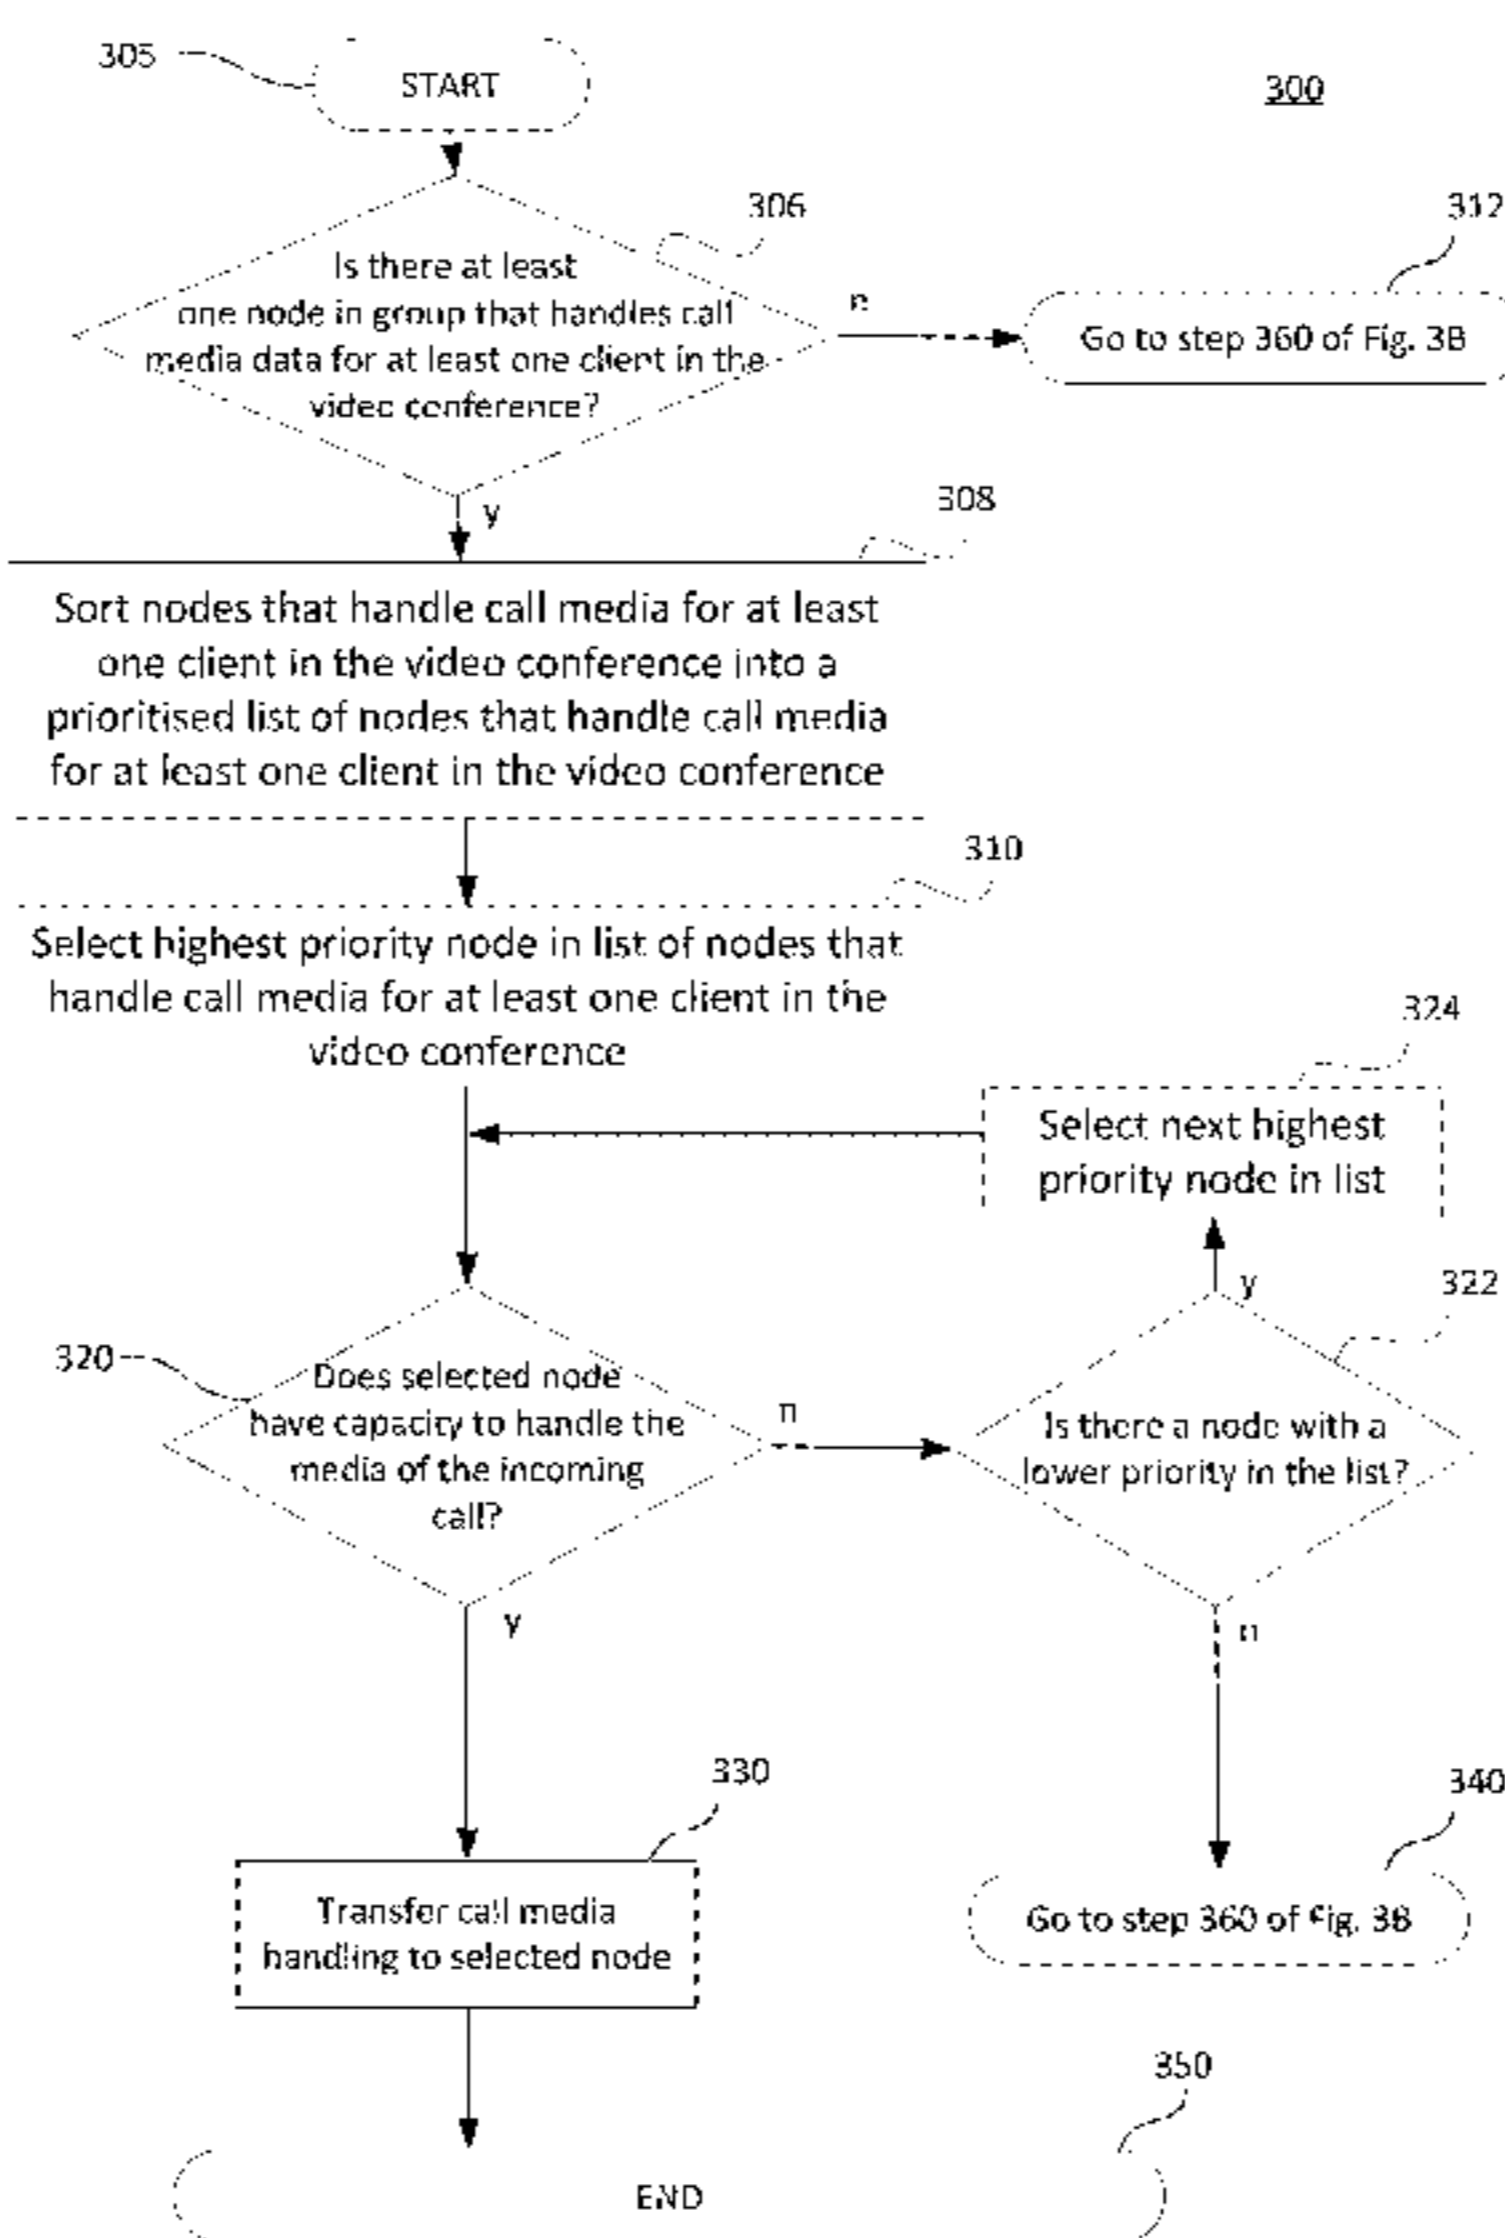 305
START
300
306
312
Is there at least
one node in group that handles call
media data for at least one client in the
video conference?
n
Go to step 360 of Fig. 3B
y
308
Sort nodes that handle call media for at least
one client in the video conference into a
prioritised list of nodes that handle call media
for at least one client in the video conference
310
Select highest priority node in list of nodes that
handle call media for at least one client in the
video conference
324
Select next highest
priority node in list
y
322
320
Does selected node
have capacity to handle the
media of the incoming
call?
n
Is there a node with a
lower priority in the list?
y
n
330
340
Transfer call media
handling to selected node
Go to step 360 of Fig. 3B
350
END